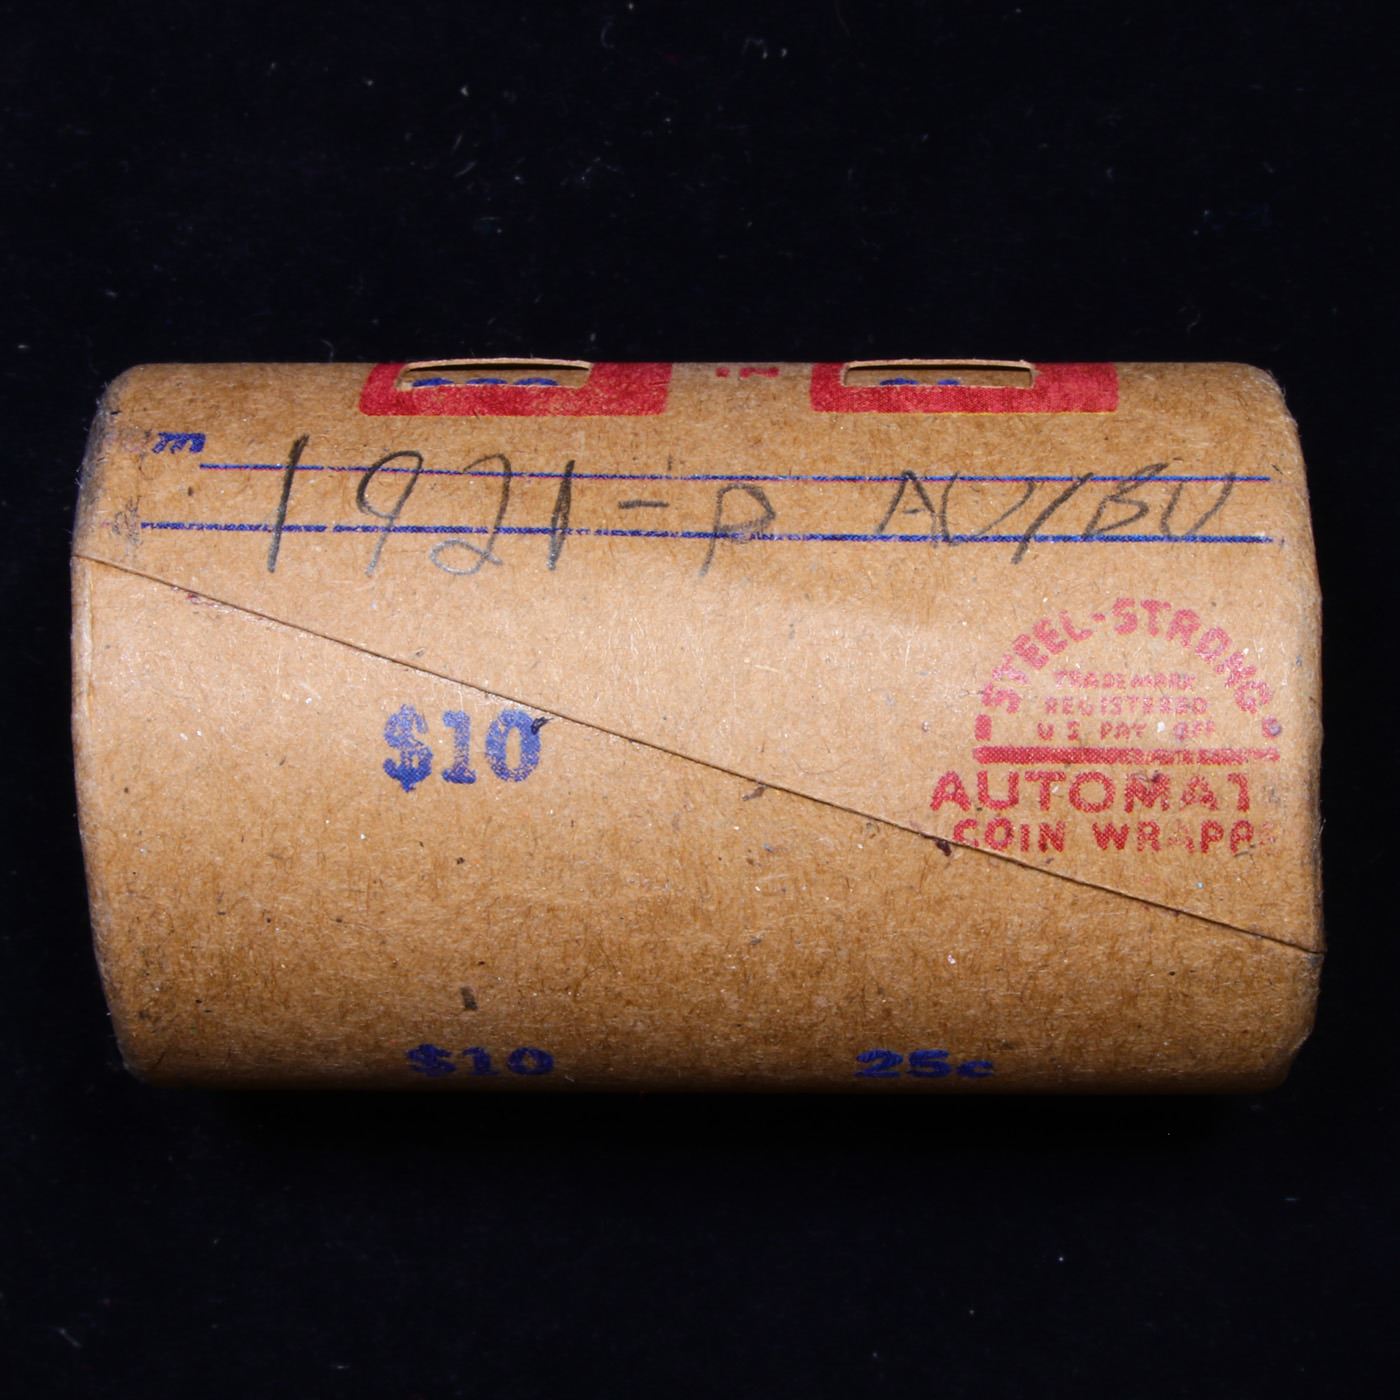 1921-P AU/BU
STEEL-STRONG
TRADEMARK
REGISTERED
U S PAT OFF
$10
AUTOMAT
COIN WRAPPE
$10 25c